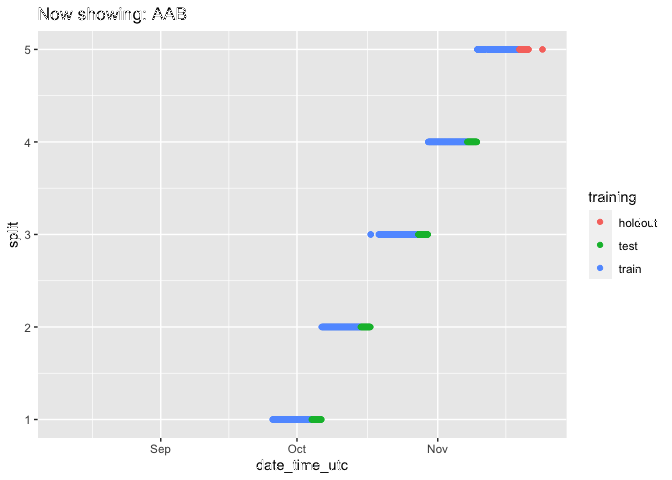 Now showing: AAB
5
4
3
2
1
split
Sep
Oct
Nov
date_time_utc
training
holdout
test
train